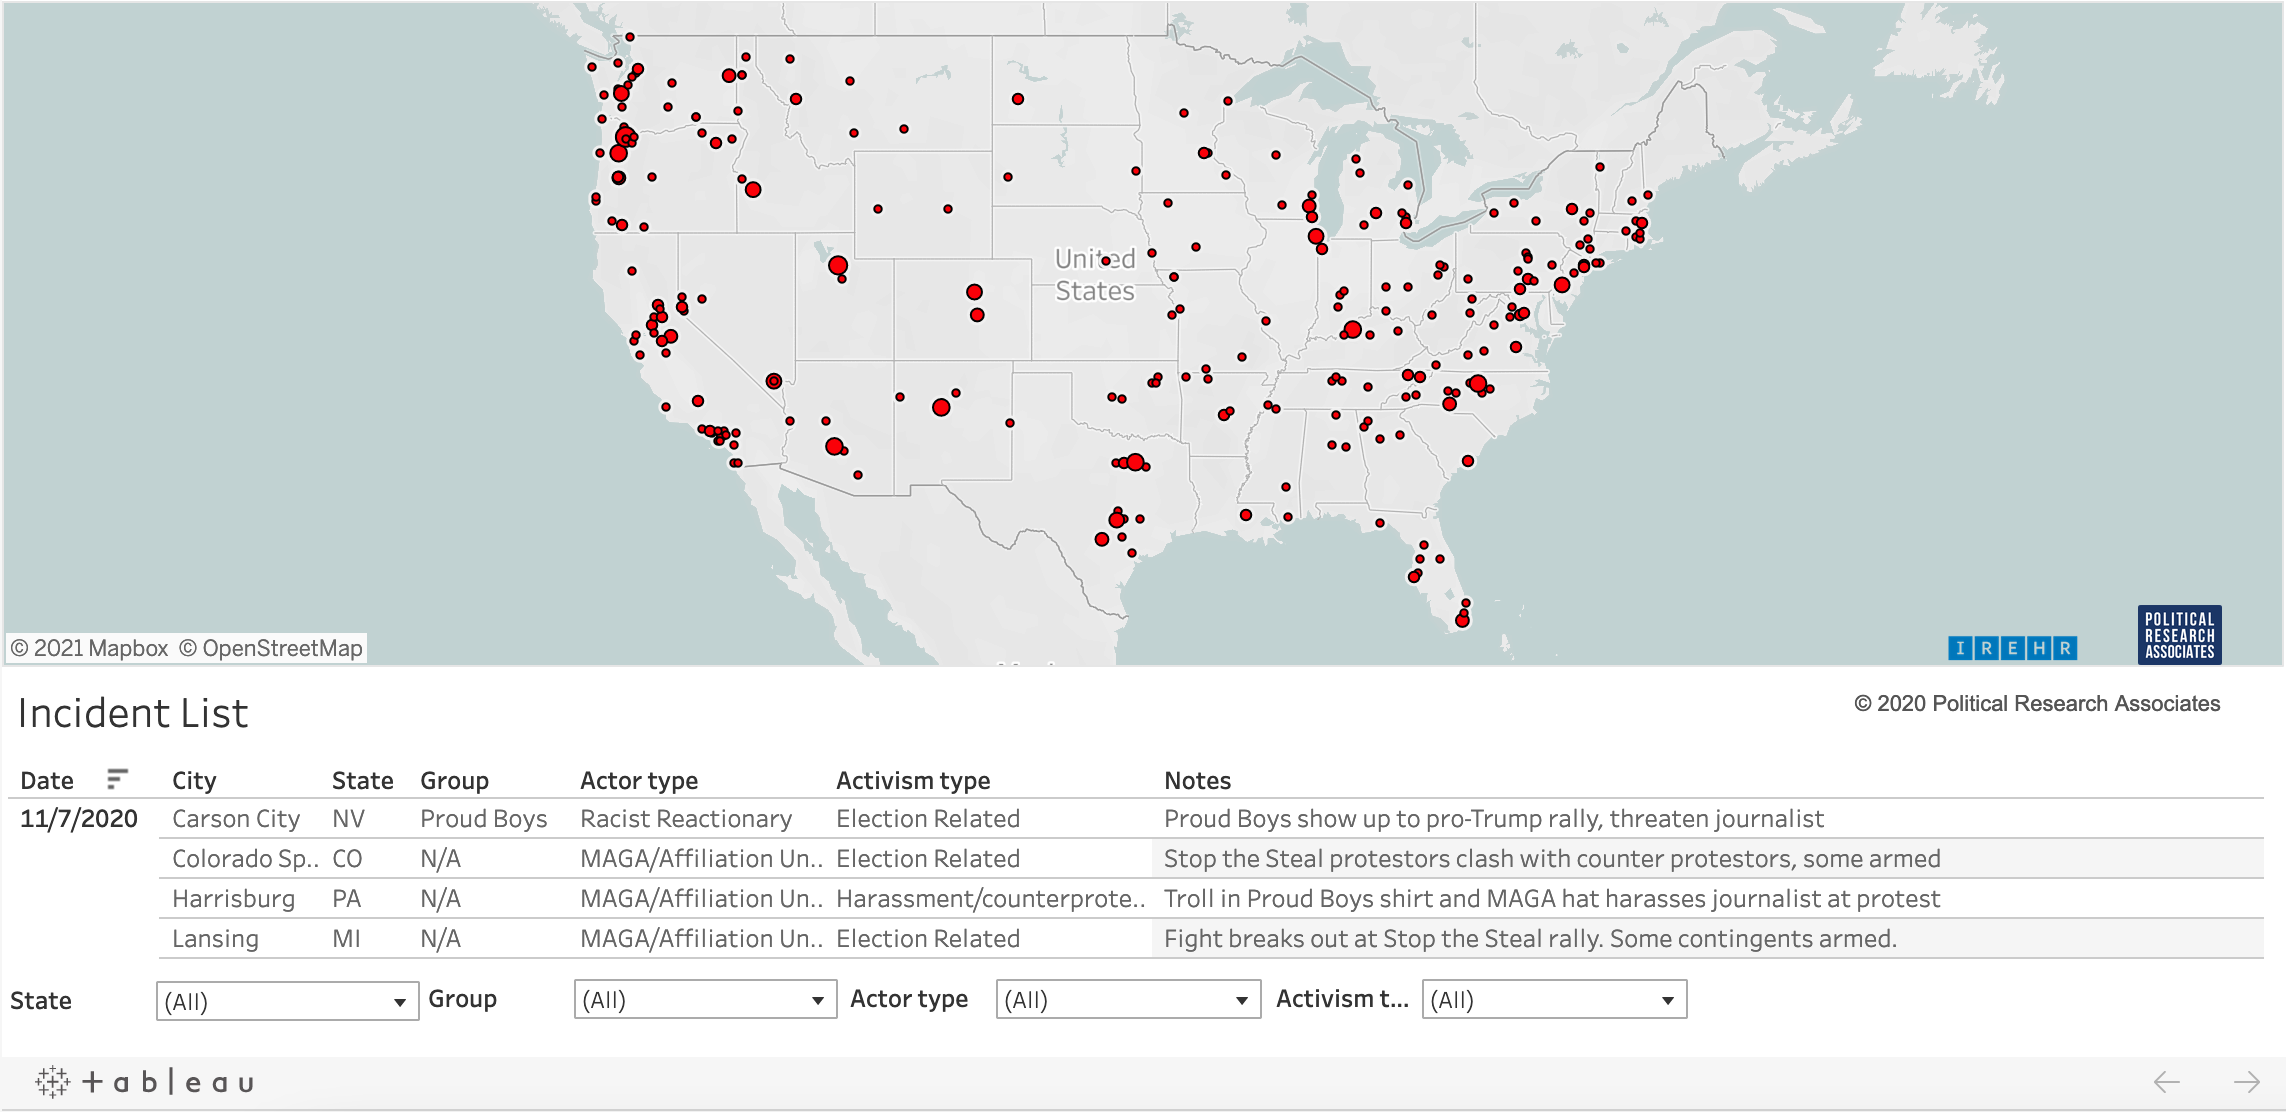 United
States
© 2021 Mapbox © OpenStreetMap
IREHR
POLITICAL
RESEARCH
ASSOCIATES
Incident List
© 2020 Political Research Associates
Date City State Group Actor type Activism type Notes
11/7/2020 Carson City NV Proud Boys Racist Reactionary Election Related Proud Boys show up to pro-Trump rally, threaten journalist
Colorado Sp.. CO N/A MAGA/Affiliation Un.. Election Related Stop the Steal protestors clash with counter protestors, some armed
Harrisburg PA N/A MAGA/Affiliation Un.. Harassment/counterprote.. Troll in Proud Boys shirt and MAGA hat harasses journalist at protest
Lansing MI N/A MAGA/Affiliation Un.. Election Related Fight breaks out at Stop the Steal rally. Some contingents armed.
State (All) Group (All) Actor type (All) Activism t... (All)
+ableau